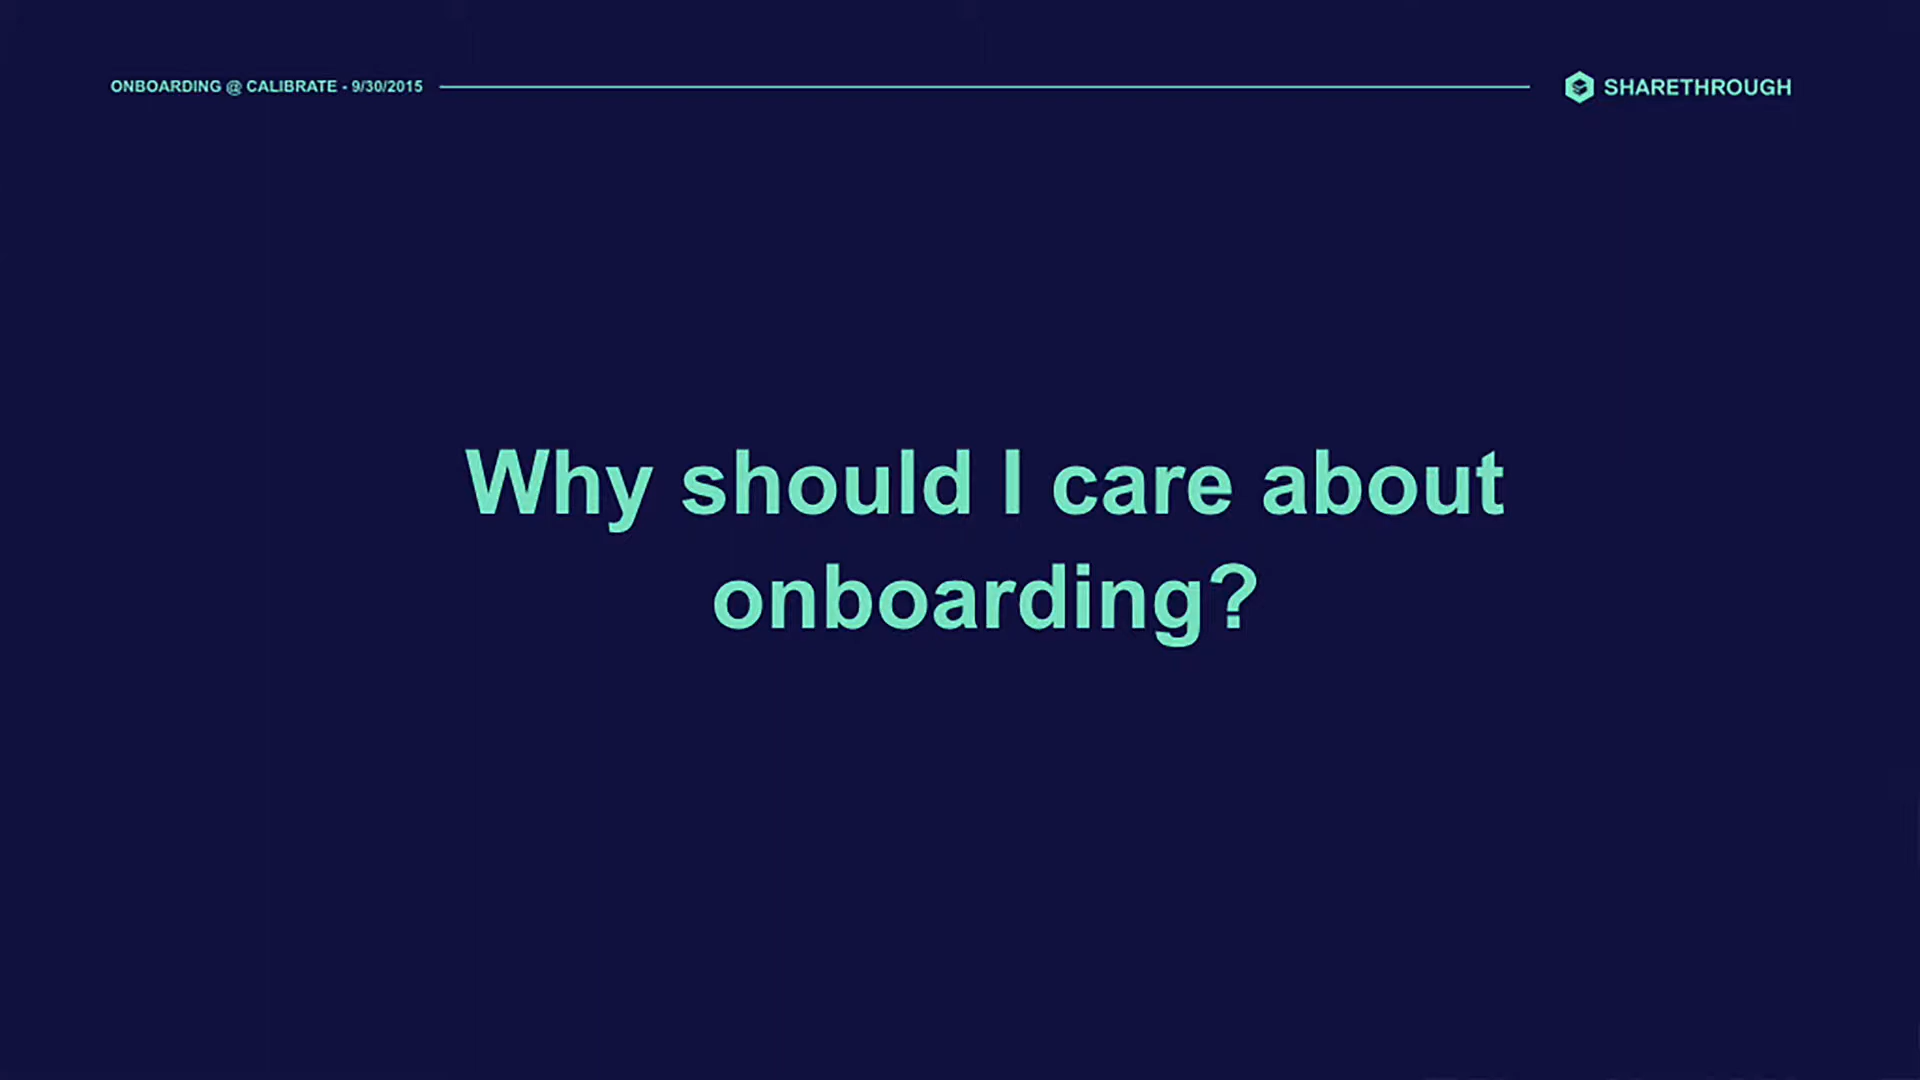 ONBOARDING @ CALIBRATE - 9/30/2015
SHARETHROUGH
Why should I care about
onboarding?